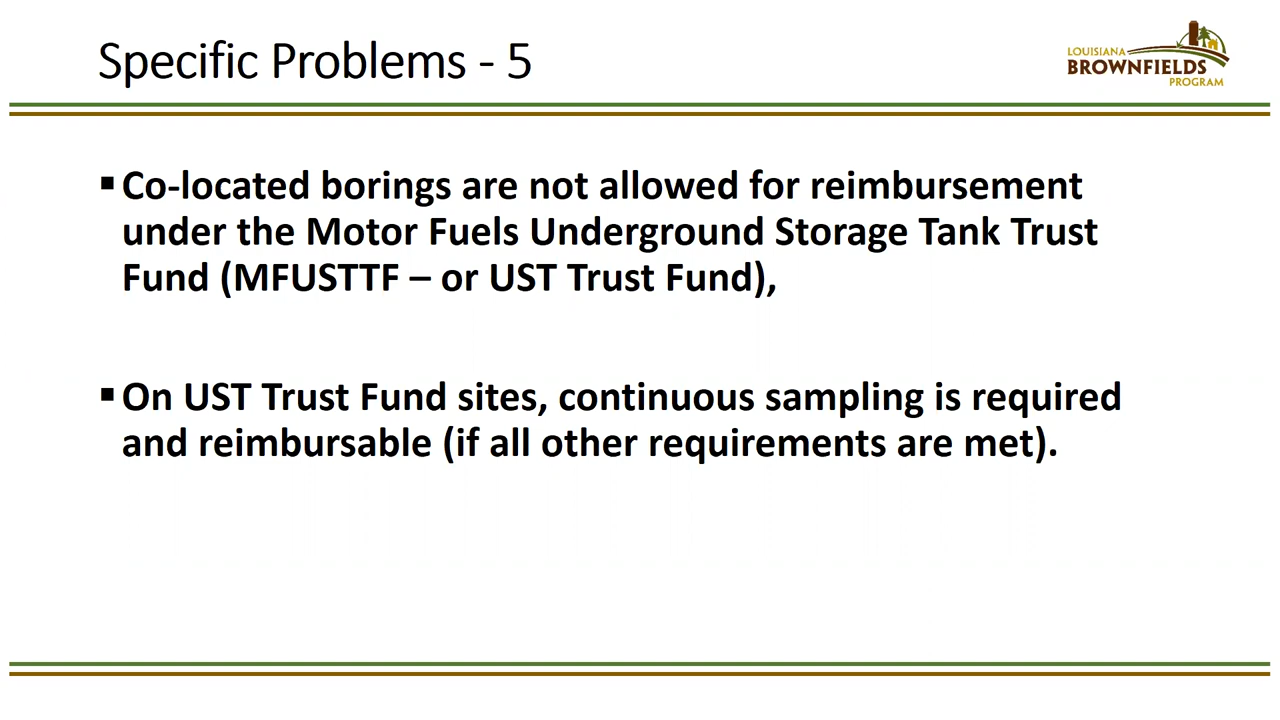 Specific Problems - 5
LOUISIANA
BROWNFIELDS
PROGRAM
▪ Co-located borings are not allowed for reimbursement
under the Motor Fuels Underground Storage Tank Trust
Fund (MFUSTTF – or UST Trust Fund),
▪ On UST Trust Fund sites, continuous sampling is required
and reimbursable (if all other requirements are met).